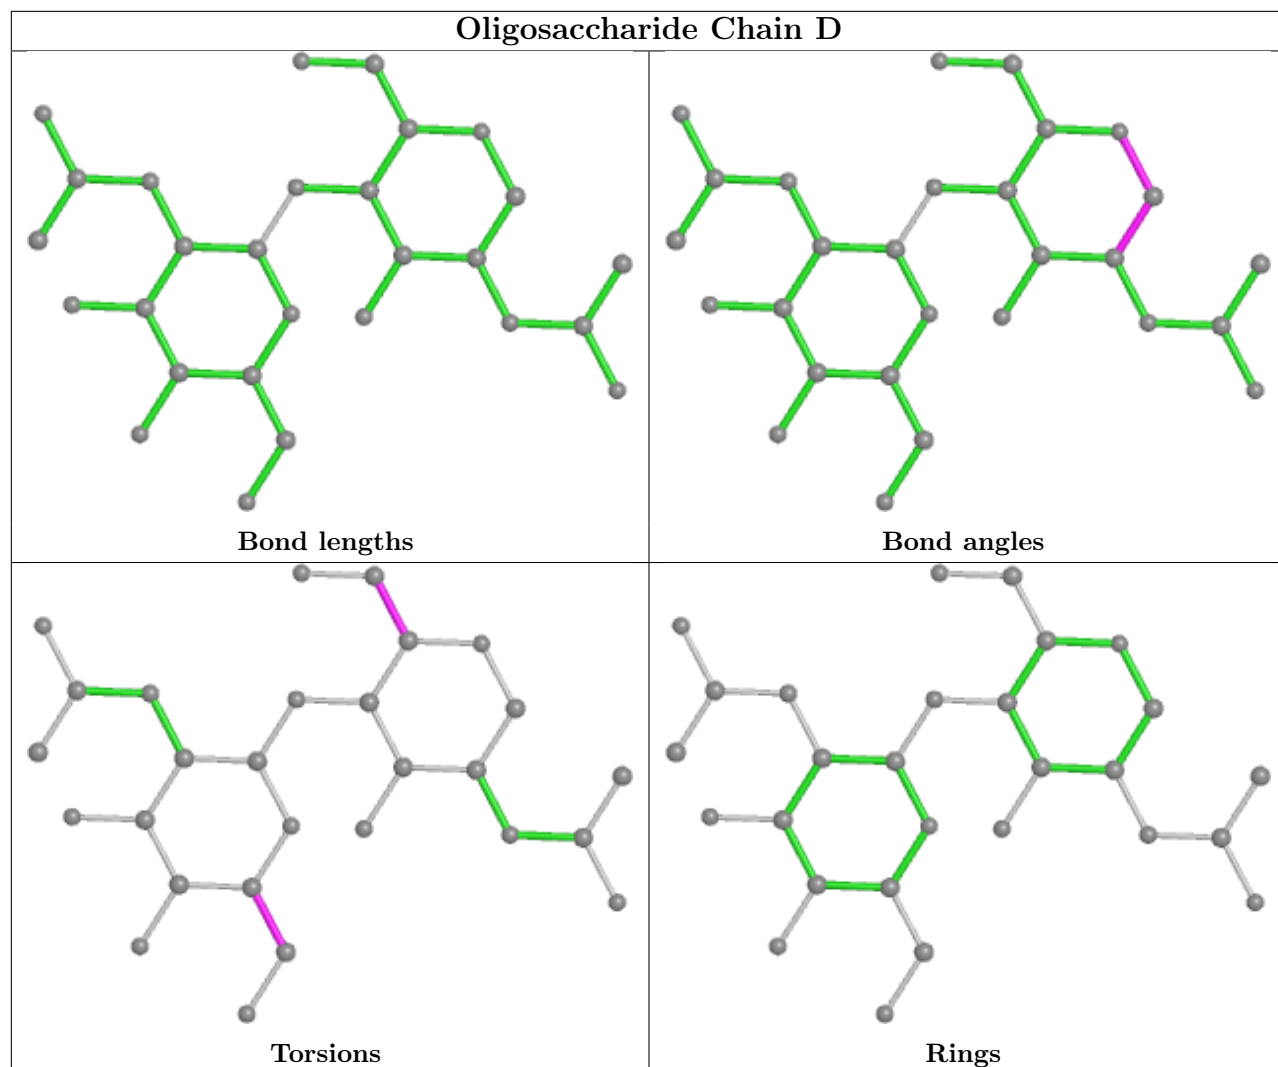 Oligosaccharide Chain D
Bond lengths
Bond angles
Torsions
Rings